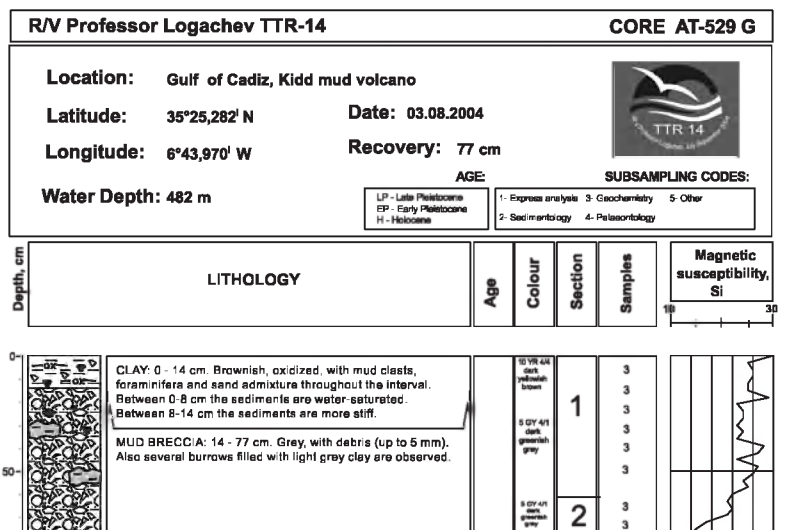 R/V Professor Logachev TTR-14 CORE AT-529 G
Location: Gulf of Cadiz, Kidd mud volcano
Latitude: 35°25,282' N Date: 03.08.2004
Longitude: 6°43,970' W Recovery: 77 cm
Water Depth: 482 m
TTR 14
AGE:
LP - Late Pleistocene
EP - Early Pleistocene
H - Holocene
SUBSAMPLING CODES:
1- Express analysis 3- Geochemistry 5- Other
2- Sedimentology 4- Palaeontology
Depth, cm
LITHOLOGY
Age
Colour
Section
Samples
Magnetic
susceptibility,
Si
10 30
0
50
CLAY: 0 - 14 cm. Brownish, oxidized, with mud clasts,
foraminifera and sand admixture throughout the interval.
Between 0-8 cm the sediments are water-saturated.
Between 8-14 cm the sediments are more stiff.
MUD BRECCIA: 14 - 77 cm. Grey, with debris (up to 5 mm).
Also several burrows filled with light grey clay are observed.
ox
ox
10 YR 4/4
dark
yellowish
brown
5 GY 4/1
dark
greenish
grey
5 GY 4/1
dark
greenish
grey
1
2
3
3
3
3
3
3
3